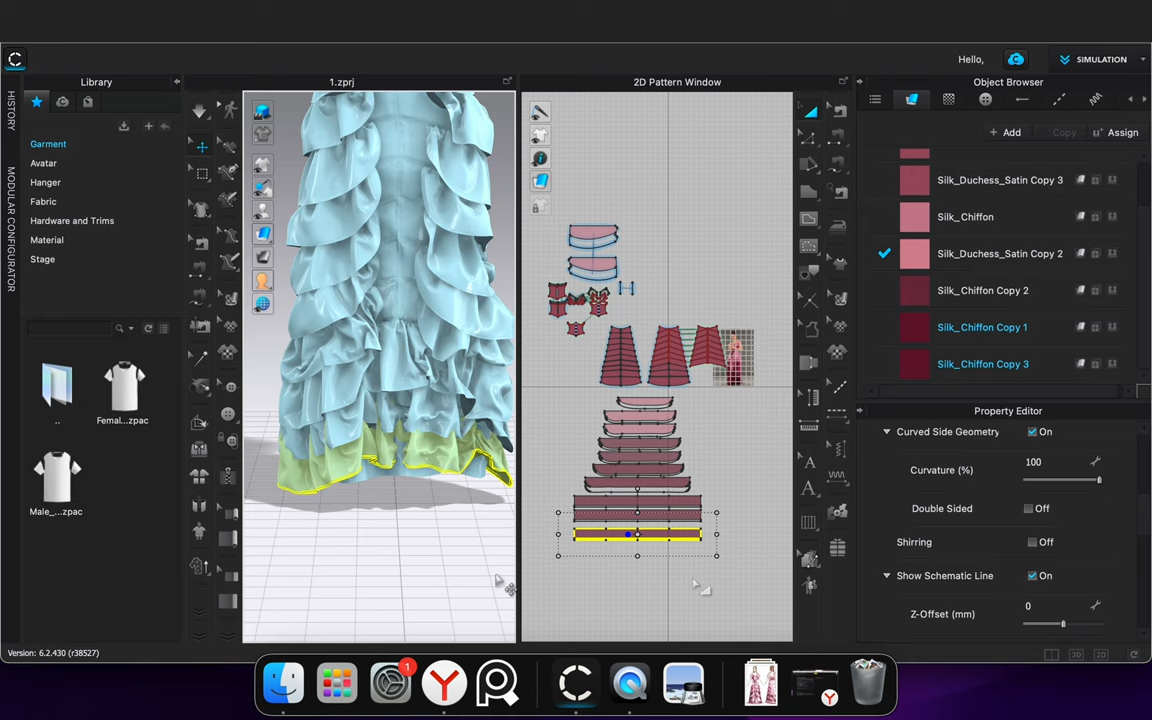 Hello,
SIMULATION
Library
1.zprj
2D Pattern Window
Object Browser
HISTORY
MODULAR CONFIGURATOR
Garment
Avatar
Hanger
Fabric
Hardware and Trims
Material
Stage
..
Femal...zpac
Male_...zpac
Add
Copy
Assign
Silk_Duchess_Satin Copy 3
Silk_Chiffon
Silk_Duchess_Satin Copy 2
Silk_Chiffon Copy 2
Silk_Chiffon Copy 1
Silk_Chiffon Copy 3
Property Editor
Curved Side Geometry
On
Curvature (%)
100
Double Sided
Off
Shirring
Off
Show Schematic Line
On
Z-Offset (mm)
0
Version: 6.2.430 (r38527)
3D
2D
1